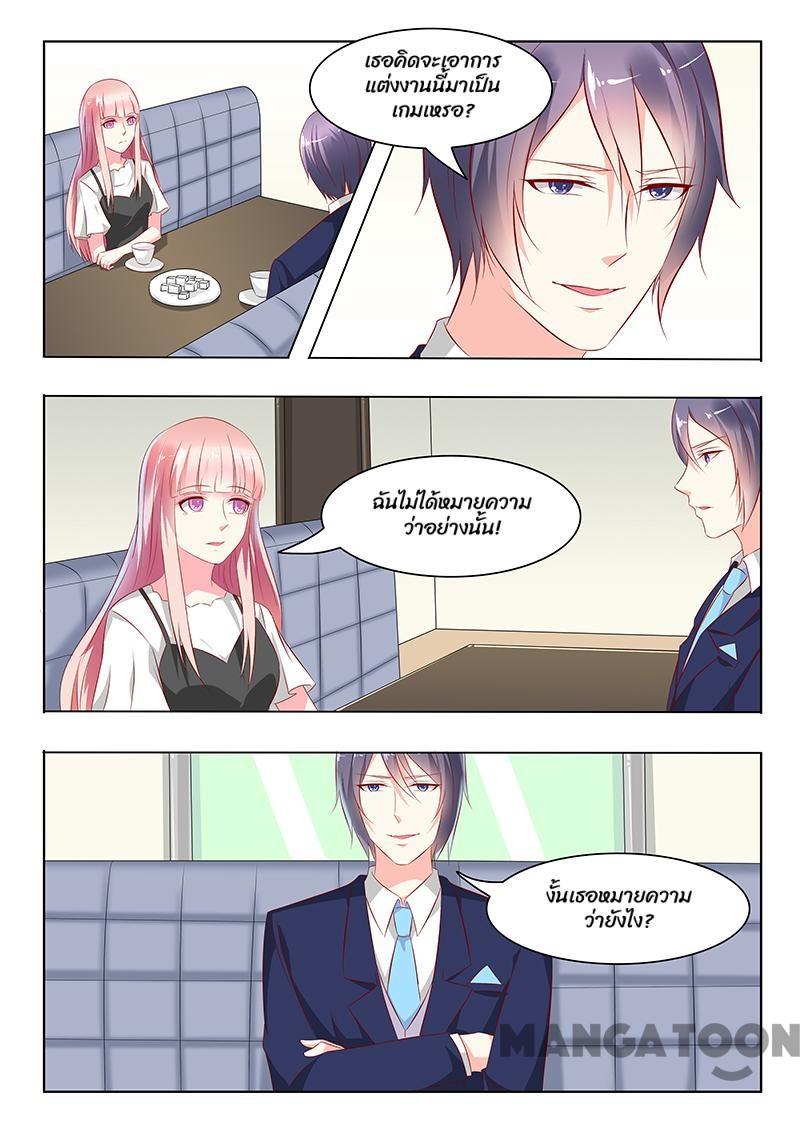 เธอคิดจะเอาการ
แต่งงานนี้มาเป็น
เกมเหรอ?
ฉันไม่ได้หมายความ
ว่าอย่างนั้น!
งั้นเธอหมายความ
ว่ายังไง?
MANGATOON